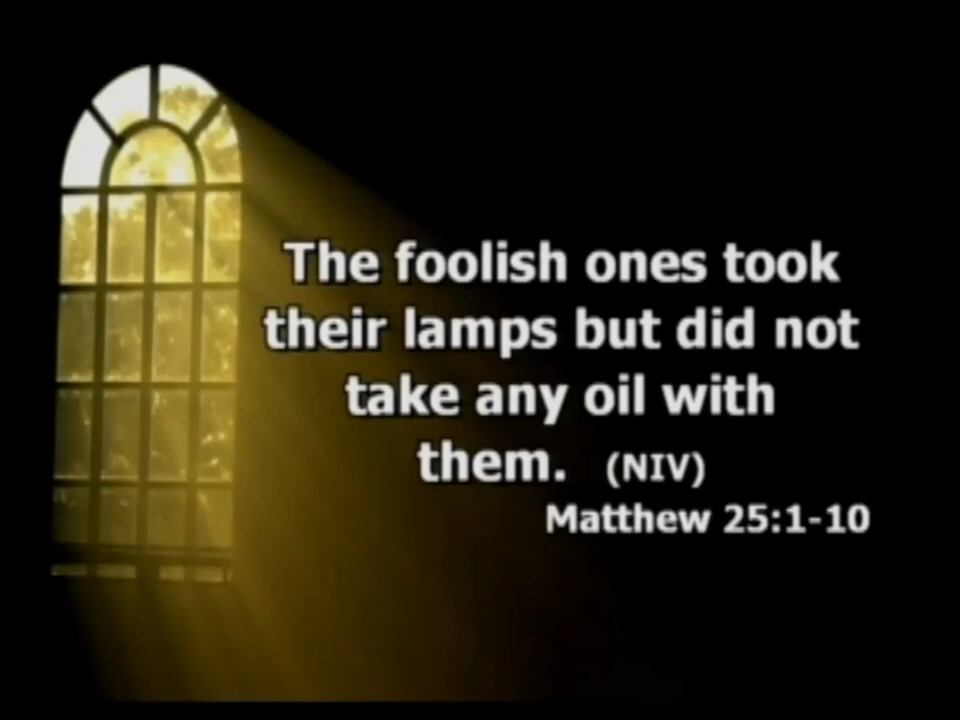 The foolish ones took
their lamps but did not
take any oil with
them. (NIV)
Matthew 25:1-10